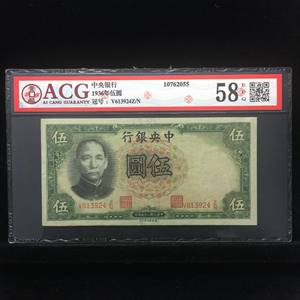 ACG
AI CANG GUARANTY
中央银行
1936年伍圆
冠号：V613924Z/N
10762055
58 EPQ
行銀央中
伍
伍
圓伍
V613924 Z/N
V613924 Z/N
伍
伍